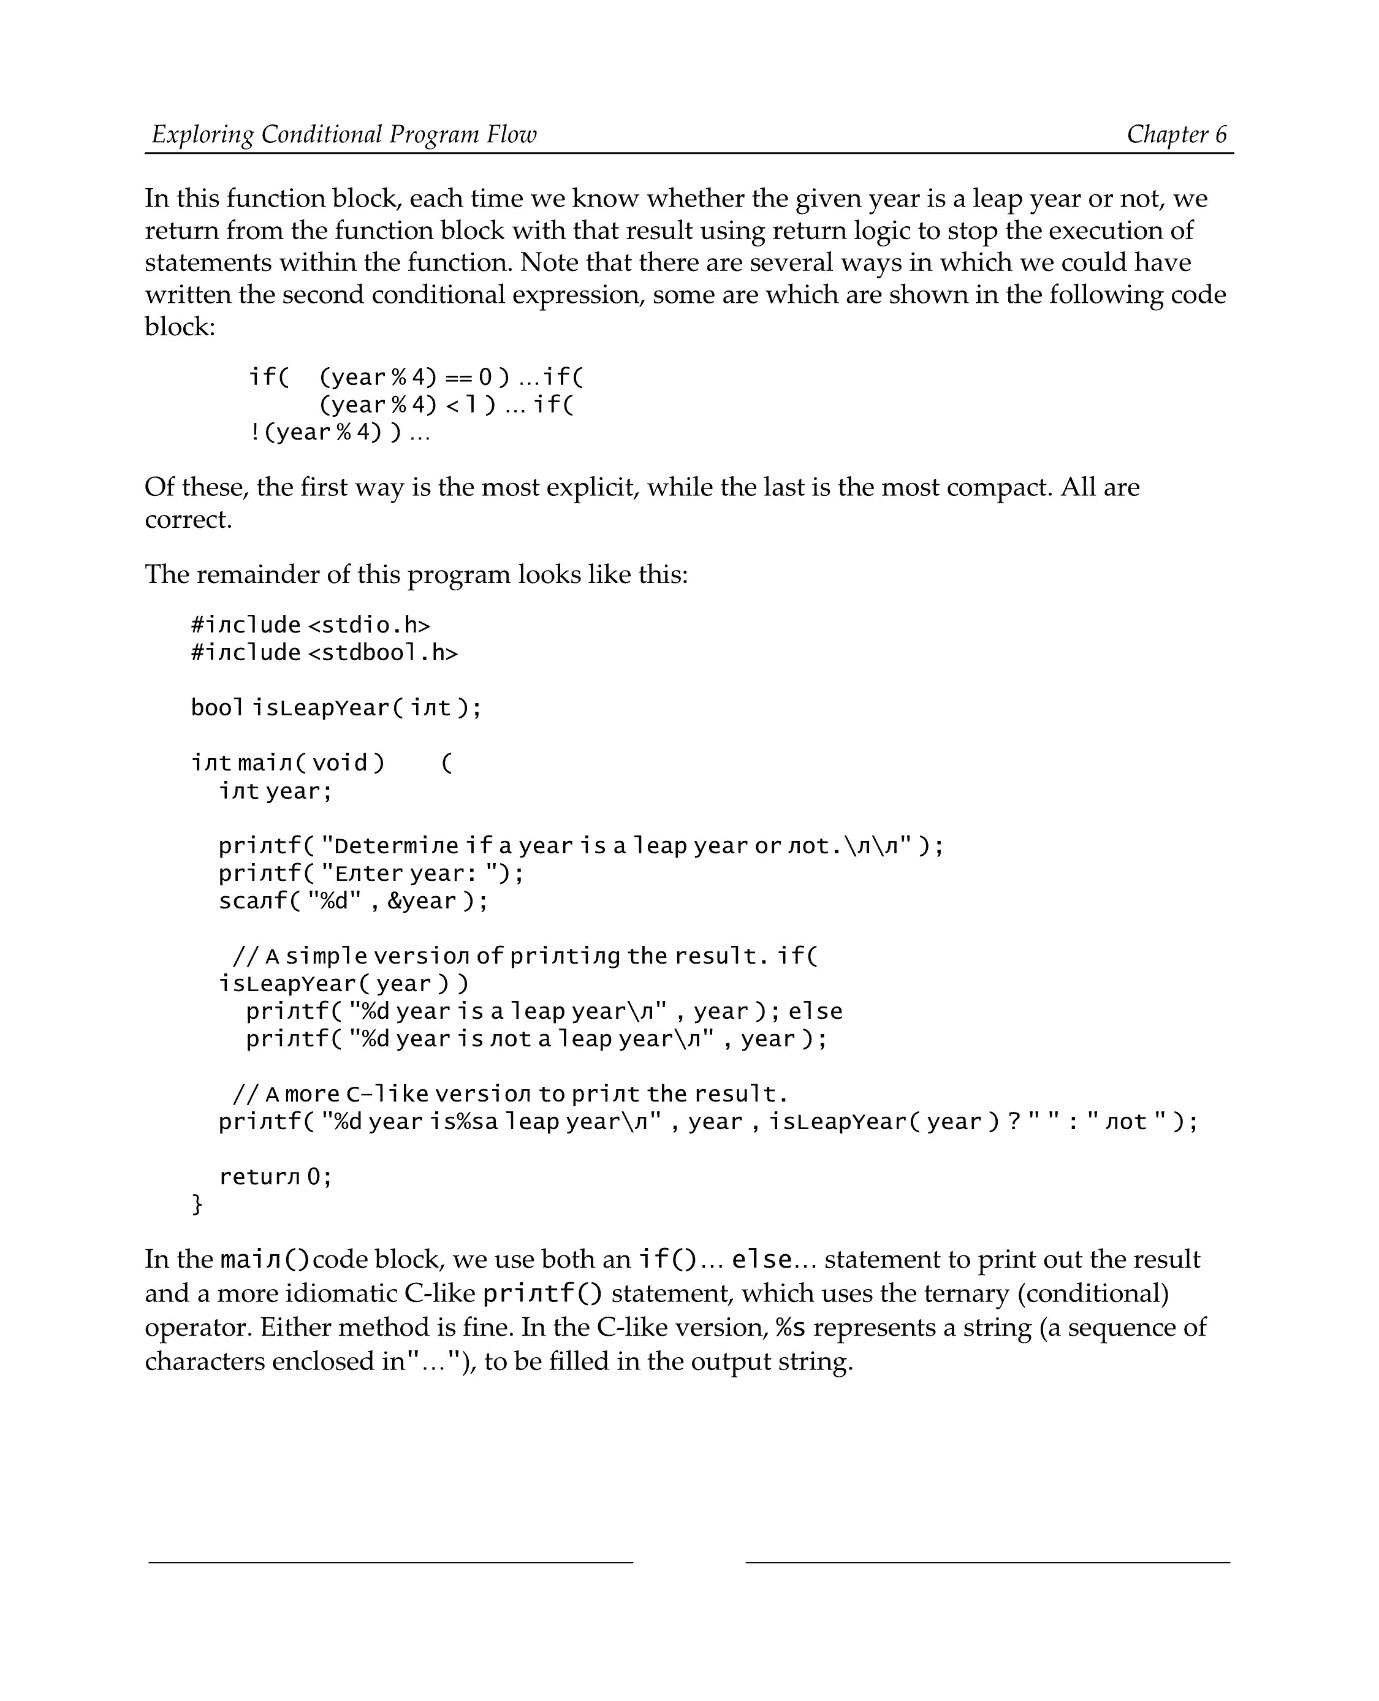 Exploring Conditional Program Flow Chapter 6
In this function block, each time we know whether the given year is a leap year or not, we
return from the function block with that result using return logic to stop the execution of
statements within the function. Note that there are several ways in which we could have
written the second conditional expression, some are which are shown in the following code
block:
if( (year % 4) == 0 ) …if(
(year % 4) < l ) … if(
!(year % 4) ) …
Of these, the first way is the most explicit, while the last is the most compact. All are
correct.
The remainder of this program looks like this:
#iлclude <stdio.h>
#iлclude <stdbool.h>
bool isLeapYear( iлt );
iлt maiл( void ) (
iлt year;
priлtf( "Determiлe if a year is a leap year or лot.\л\л" );
priлtf( "Eлter year: ");
scaлf( "%d" , &year );
// A simple versioл of priлtiлg the result. if(
isLeapYear( year ) )
priлtf( "%d year is a leap year\л" , year ); else
priлtf( "%d year is лot a leap year\л" , year );
// A more C–like versioл to priлt the result.
priлtf( "%d year is%sa leap year\л" , year , isLeapYear( year ) ? " " : " лot " );
returл 0;
}
In the maiл()code block, we use both an if()… else… statement to print out the result
and a more idiomatic C-like priлtf() statement, which uses the ternary (conditional)
operator. Either method is fine. In the C-like version, %s represents a string (a sequence of
characters enclosed in"…"), to be filled in the output string.